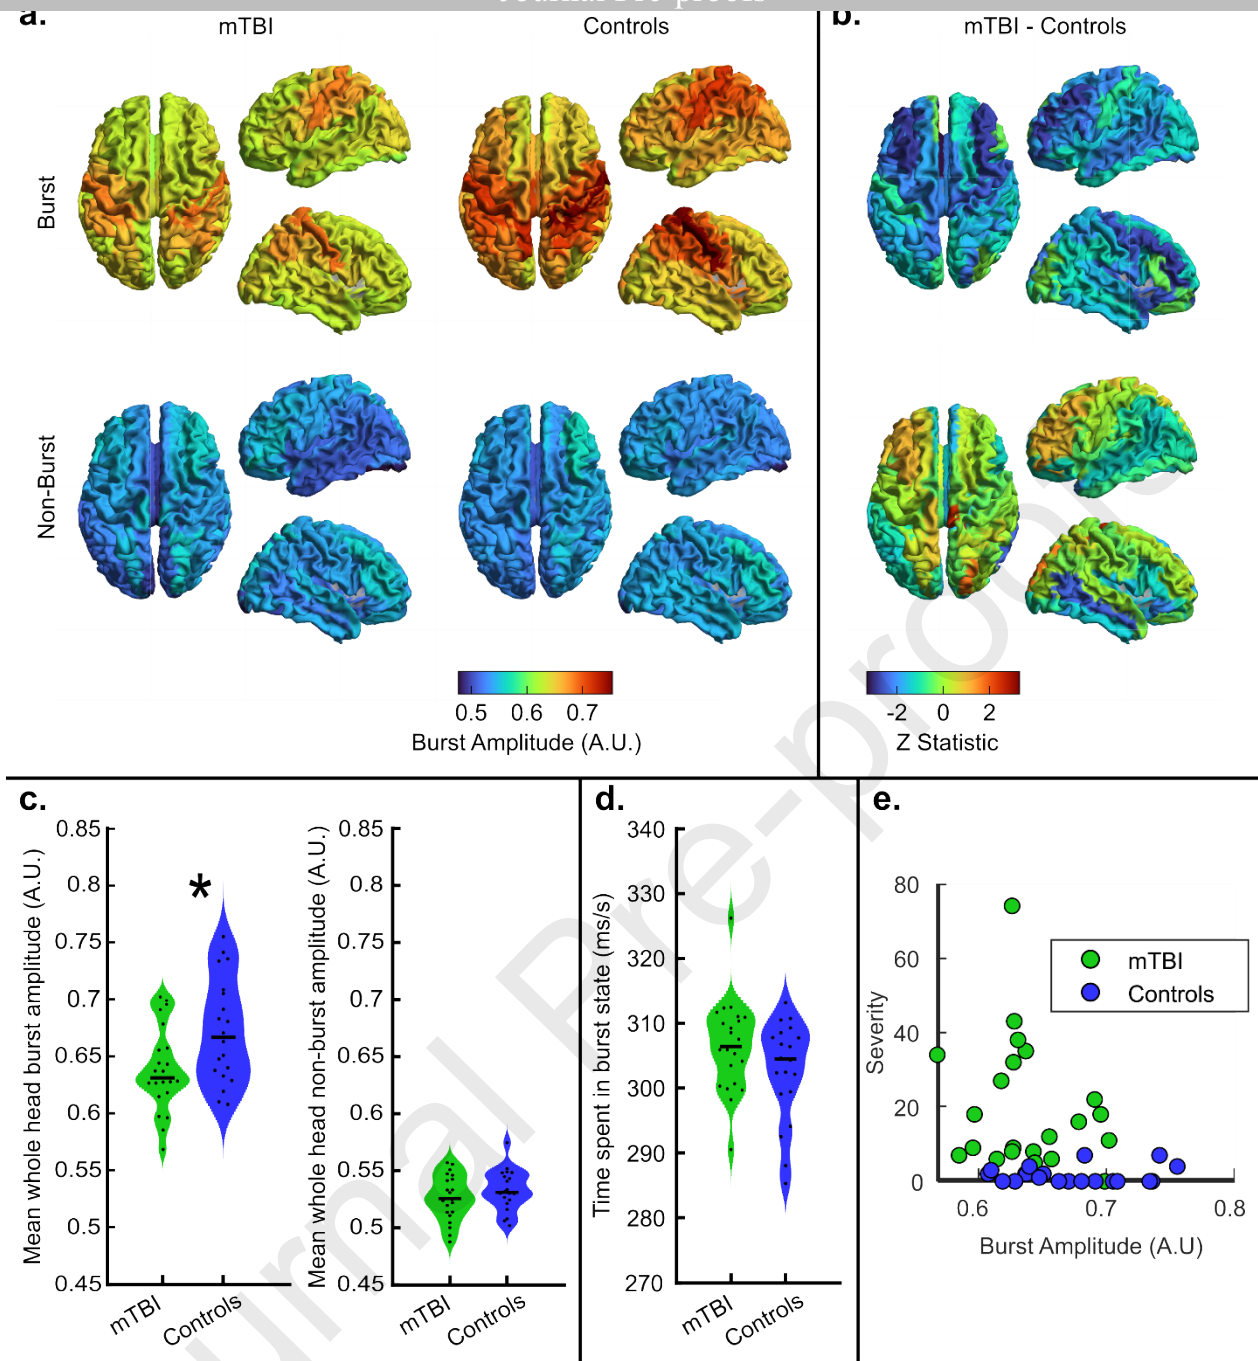 Journal Pre-proofs
a.
mTBI
Controls
b.
mTBI - Controls
Burst
Non-Burst
0.5 0.6 0.7
Burst Amplitude (A.U.)
-2 0 2
Z Statistic
c.
Mean whole head burst amplitude (A.U.)
0.85
0.8
0.75
0.7
0.65
0.6
0.55
0.5
0.45
*
mTBI
Controls
Mean whole head non-burst amplitude (A.U.)
0.85
0.8
0.75
0.7
0.65
0.6
0.55
0.5
0.45
mTBI
Controls
d.
Time spent in burst state (ms/s)
340
330
320
310
300
290
280
270
mTBI
Controls
e.
Severity
80
60
40
20
0
mTBI
Controls
0.6 0.7 0.8
Burst Amplitude (A.U)
Journal Pre-proofs